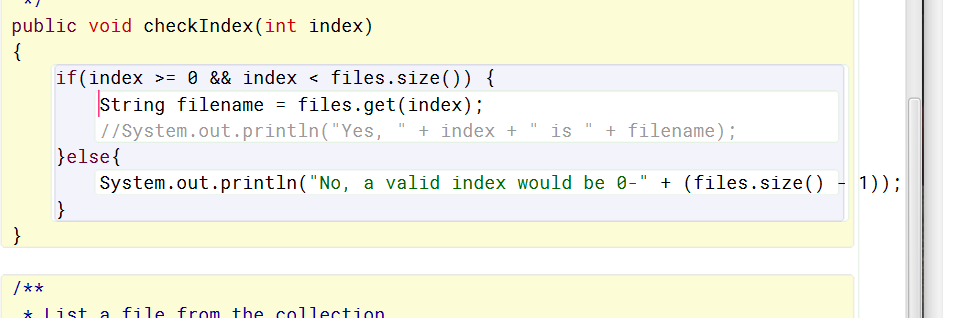 */
public void checkIndex(int index)
{
if(index >= 0 && index < files.size()) {
String filename = files.get(index);
//System.out.println("Yes, " + index + " is " + filename);
}else{
System.out.println("No, a valid index would be 0-" + (files.size() - 1));
}
}
/**
* List a file from the collection